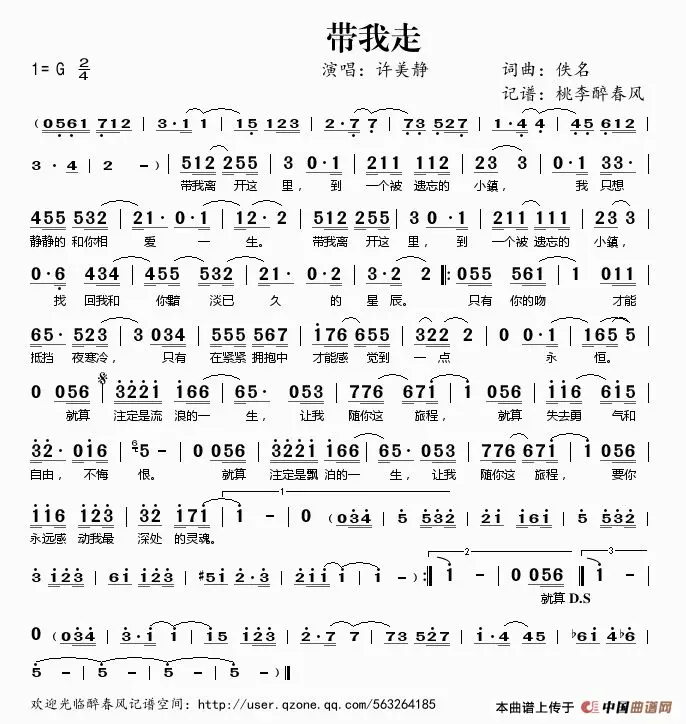 带我走
1=G 2/4 演唱：许美静 词曲：佚名
记谱：桃李醉春风
(0561 712 | 3·1 1 | 15 123 | 2·7 7 | 73 527 | 1·4 4 | 45 612 |
3·4 | 2 -) | 512 255 | 3 0·1 | 211 112 | 23 3 | 0·1 33· |
带我离 开这 里，到 一个被 遗忘的 小鎮， 我 只想
455 532 | 21· 0·1 | 12·2 | 512 255 | 3 0·1 | 211 111 | 23 3 |
静静的 和你相 爱 一 生。 带我离 开这 里，到 一个被 遗忘的 小鎮，
0·6 434 | 455 532 | 21· 0·2 | 3·2 2 |: 055 561 | 1 011 |
找 回我和 你黯 淡已 久 的 星 辰。 只有 你的吻 才能
65· 523 | 3 034 | 555 567 | 176 655 | 322 2 | 0 0·1 | 165 5 |
抵挡 夜寒冷， 只有 在紧紧 拥抱中 才能感 觉到 一 点 永 恒。
0 056 | 3221 166 | 65· 053 | 776 671 | 1 066 | 116 615 |
就算 注定是流 浪的一 生，让我 随你这 旅程， 就算 失去勇 气和
32· 016 | 65 - | 0 056 | 3221 166 | 65· 053 | 776 671 | 1 056 |
自由，不悔 恨。 就算 注定是飘 泊的一 生，让我 随你这 旅程， 要你
116 123 | 32 171 | 1 - | 0 (034 | 5 532 | 21 161 | 5 532 |
永远感 动我最 深处 的灵魂。
3 123 | 61 123 | #51 2·3 | 211 1 | 1 -) :| 1 - | 0 056 :| 1 - |
就算 D.S
0 (034 | 3·1 1 | 15 123 | 2·7 7 | 73 527 | 1·4 4 | b61 4b6 |
5 - | 5 - | 5 - | 5 -) ||
欢迎光临醉春风记谱空间：http://user.qzone.qq.com/563264185 本曲谱上传于 中国曲谱网